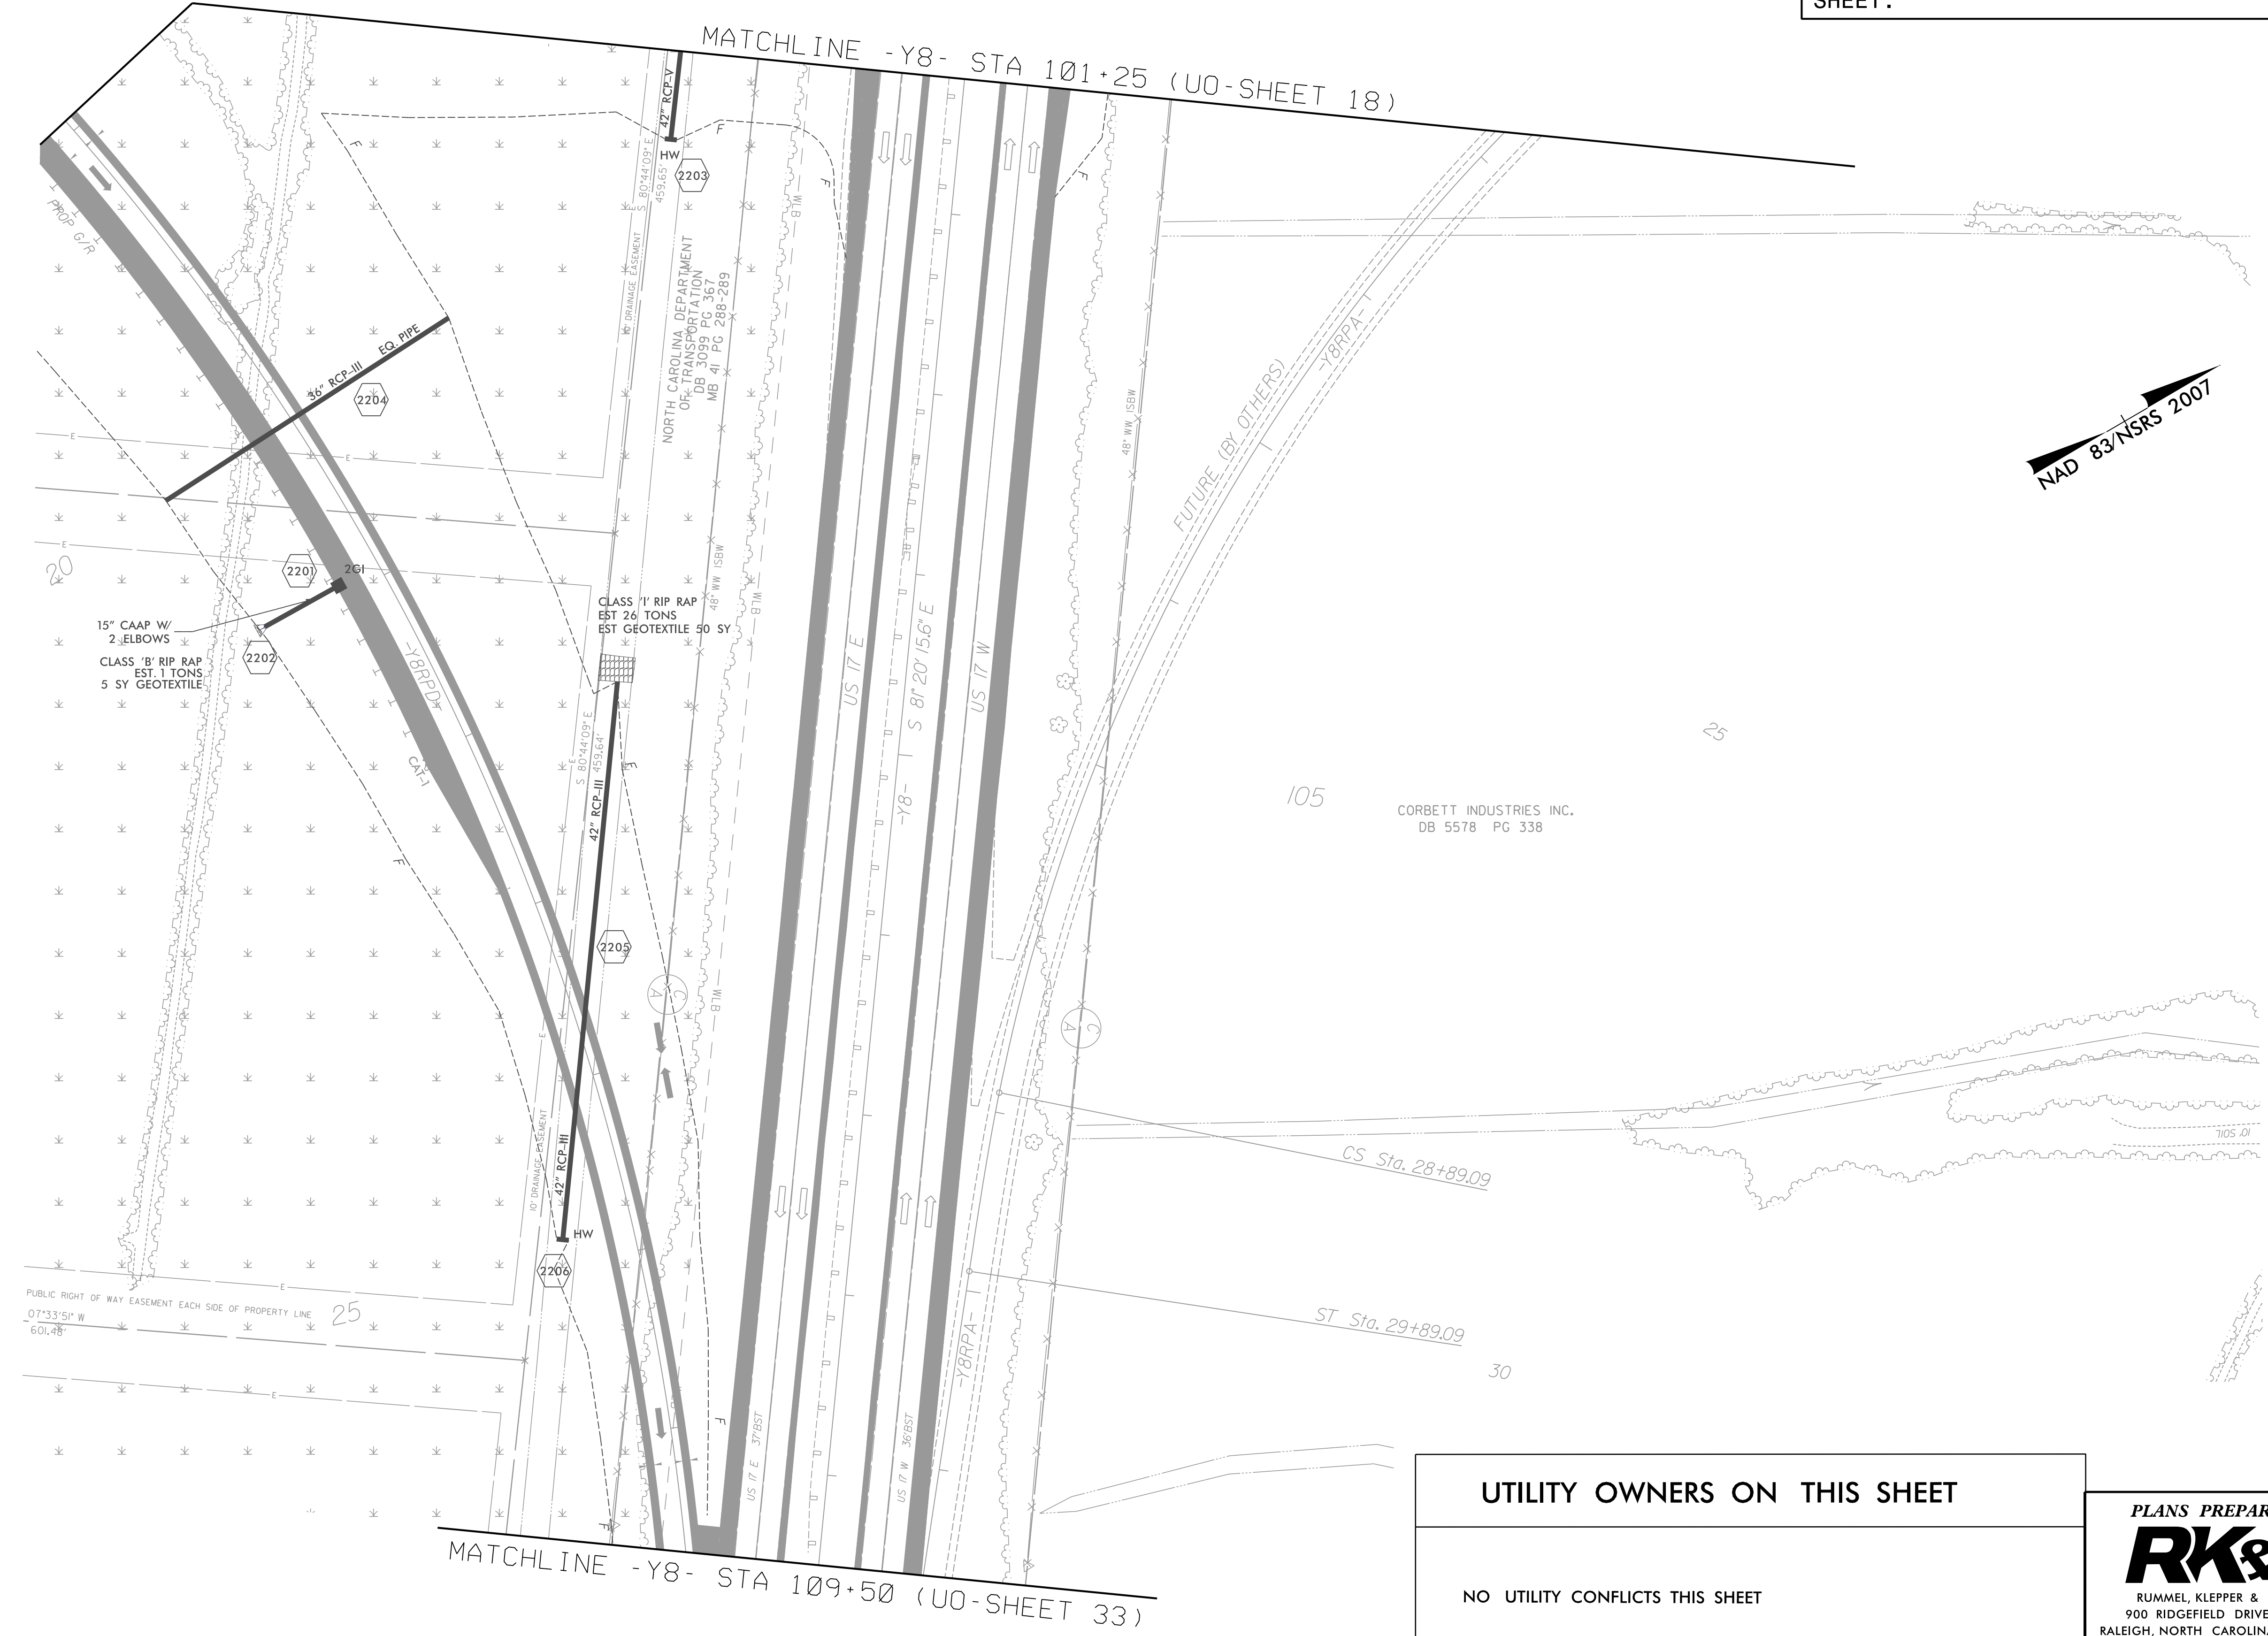 SHEET:
MATCHLINE -Y8- STA 101+25 (UO-SHEET 18)
42" RCP-V
HW
2203
S 80°44'09" E
459.65'
10' DRAINAGE EASEMENT
E
F
F
F
F
WLB
PROP G/R
NORTH CAROLINA DEPARTMENT
OF TRANSPORTATION
DB 3099 PG 367
MB 41 PG 288-289
36" RCP-III
EQ. PIPE
2204
E
E
E
20
2201
2GI
15" CAAP W/
2 ELBOWS
2202
CLASS 'B' RIP RAP
EST. 1 TONS
5 SY GEOTEXTILE
CLASS 'I' RIP RAP
EST 26 TONS
EST GEOTEXTILE 50 SY
48" WW ISBW
WLB
-Y8RPD-
CAT-1
F
F
E
S 80°44'09" E
459.64'
42" RCP-III
2205
C
A
WLB
E
10' DRAINAGE EASEMENT
42" RCP-III
HW
2206
E
PUBLIC RIGHT OF WAY EASEMENT EACH SIDE OF PROPERTY LINE
07°33'51" W
601.48'
25
E
F
F
US 17 E
-Y8-
S 81° 20' 15.6" E
US 17 W
US 17 E 37'BST
US 17 W 36'BST
48" WW ISBW
FUTURE (BY OTHERS)
-Y8RPA-
NAD 83/NSRS 2007
25
105
CORBETT INDUSTRIES INC.
DB 5578 PG 338
C
A
CS Sta. 28+89.09
10' SOIL
ST Sta. 29+89.09
-Y8RPA-
30
MATCHLINE -Y8- STA 109+50 (UO-SHEET 33)
UTILITY OWNERS ON THIS SHEET
NO UTILITY CONFLICTS THIS SHEET
PLANS PREPAR
RK&
RUMMEL, KLEPPER &
900 RIDGEFIELD DRIVE
RALEIGH, NORTH CAROLIN